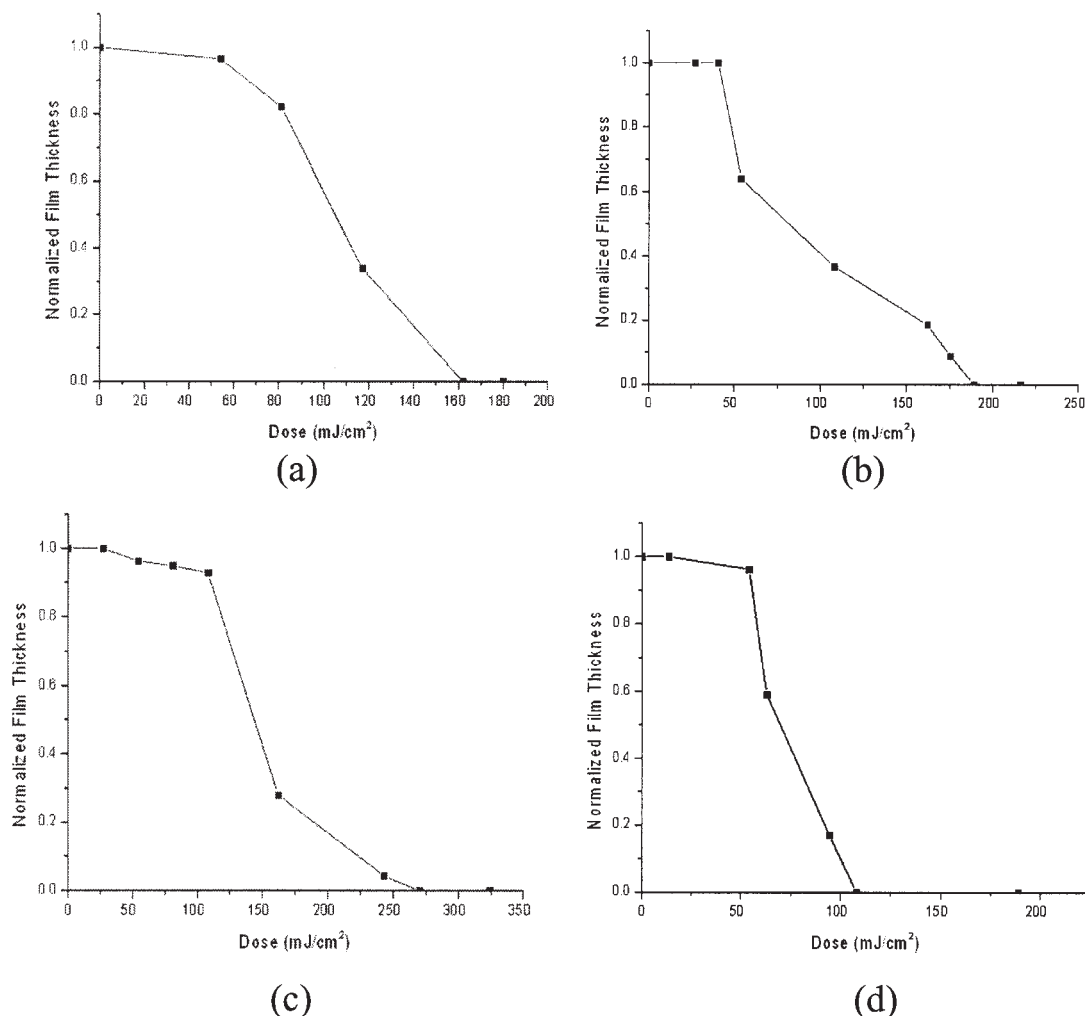 Normalized Film Thickness
1.0
0.8
0.6
0.4
0.2
0.0
0 20 40 60 80 100 120 140 160 180 200
Dose (mJ/cm²)
(a)
Normalized Film Thickness
1.0
0.8
0.6
0.4
0.2
0.0
0 50 100 150 200 250
Dose (mJ/cm²)
(b)
Normalized Film Thickness
1.0
0.8
0.6
0.4
0.2
0.0
0 50 100 150 200 250 300 350
Dose (mJ/cm²)
(c)
Normalized Film Thickness
1.0
0.8
0.6
0.4
0.2
0.0
0 50 100 150 200
Dose (mJ/cm²)
(d)